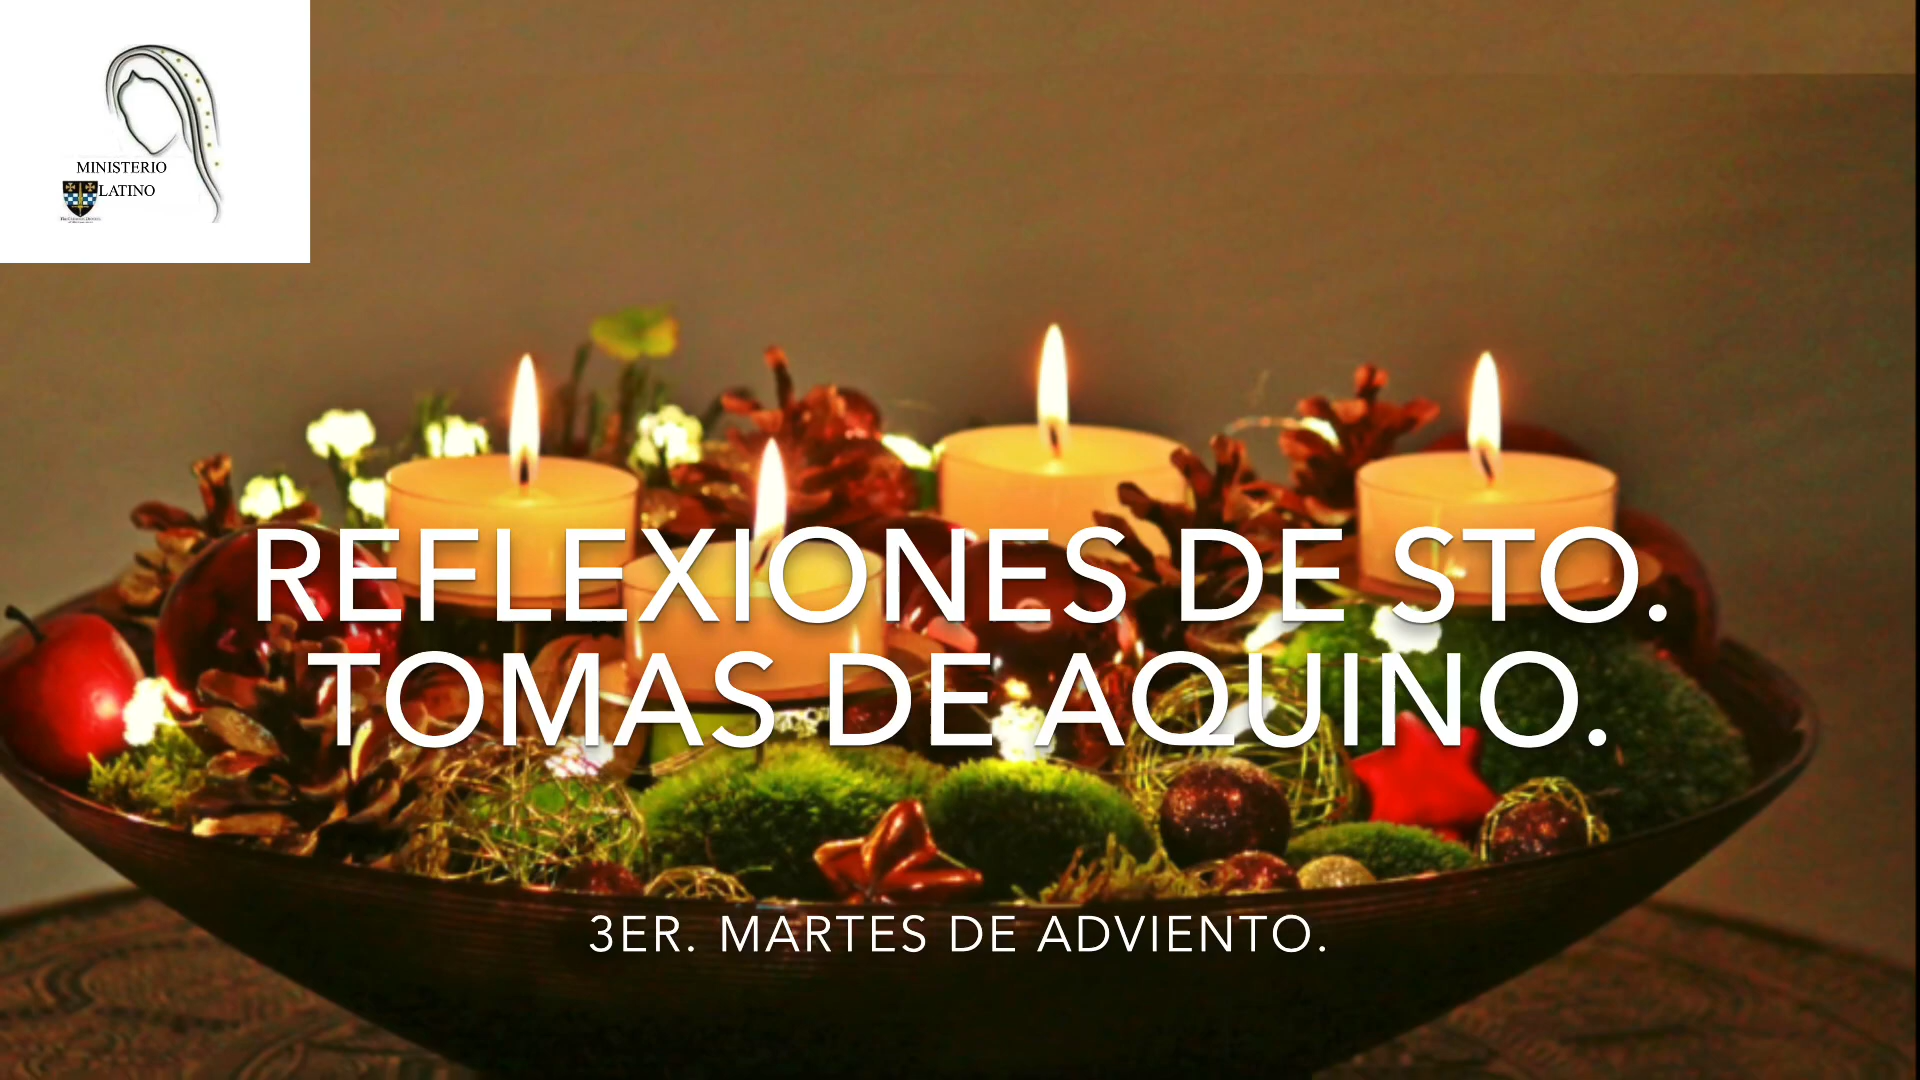 MINISTERIO
LATINO
REFLEXIONES DE STO.
TOMAS DE AQUINO.
3ER. MARTES DE ADVIENTO.